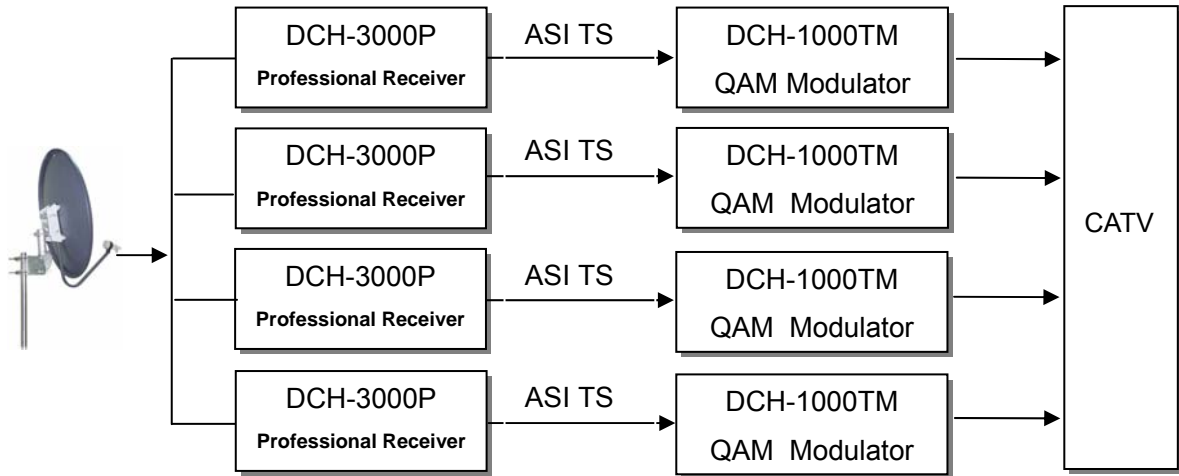 DCH-3000P
Professional Receiver
ASI TS
DCH-1000TM
QAM Modulator
DCH-3000P
Professional Receiver
ASI TS
DCH-1000TM
QAM Modulator
DCH-3000P
Professional Receiver
ASI TS
DCH-1000TM
QAM Modulator
DCH-3000P
Professional Receiver
ASI TS
DCH-1000TM
QAM Modulator
CATV